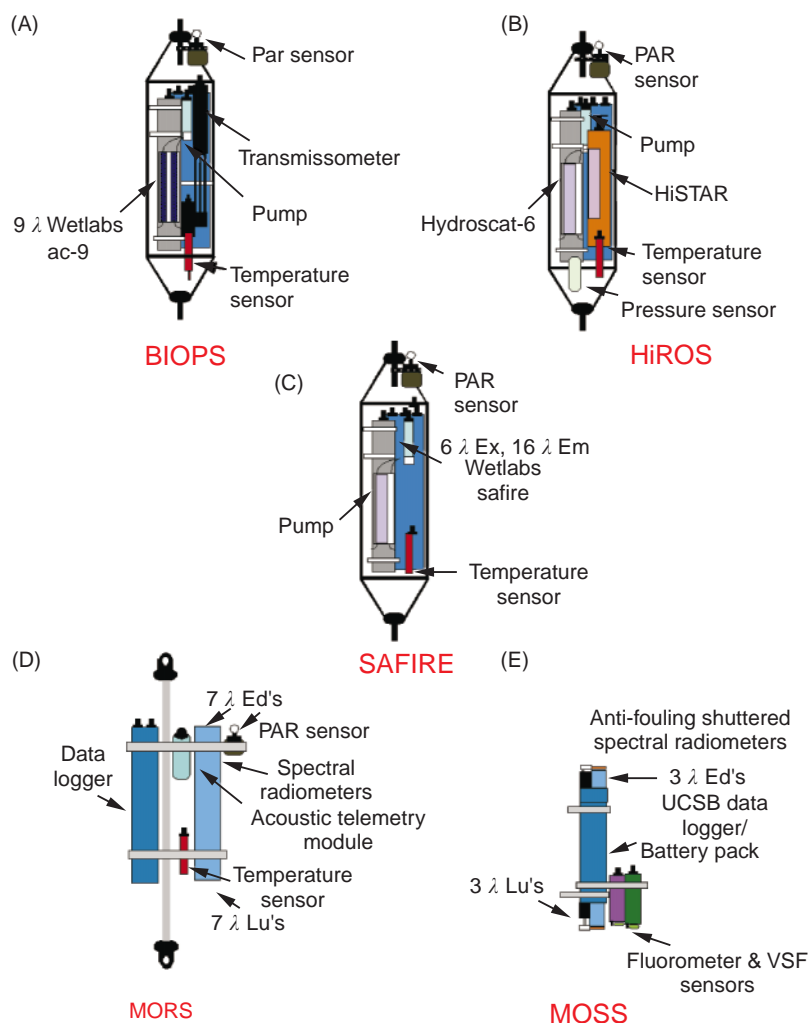 (A)
Par sensor
Transmissometer
Pump
9 λ Wetlabs
ac-9
Temperature
sensor
BIOPS
(B)
PAR
sensor
Pump
HiSTAR
Hydroscat-6
Temperature
sensor
Pressure sensor
HiROS
(C)
PAR
sensor
6 λ Ex, 16 λ Em
Wetlabs
safire
Pump
Temperature
sensor
SAFIRE
(D)
7 λ Ed's
PAR sensor
Data
logger
Spectral
radiometers
Acoustic telemetry
module
Temperature
sensor
7 λ Lu's
MORS
(E)
Anti-fouling shuttered
spectral radiometers
3 λ Ed's
UCSB data
logger/
Battery pack
3 λ Lu's
Fluorometer & VSF
sensors
MOSS